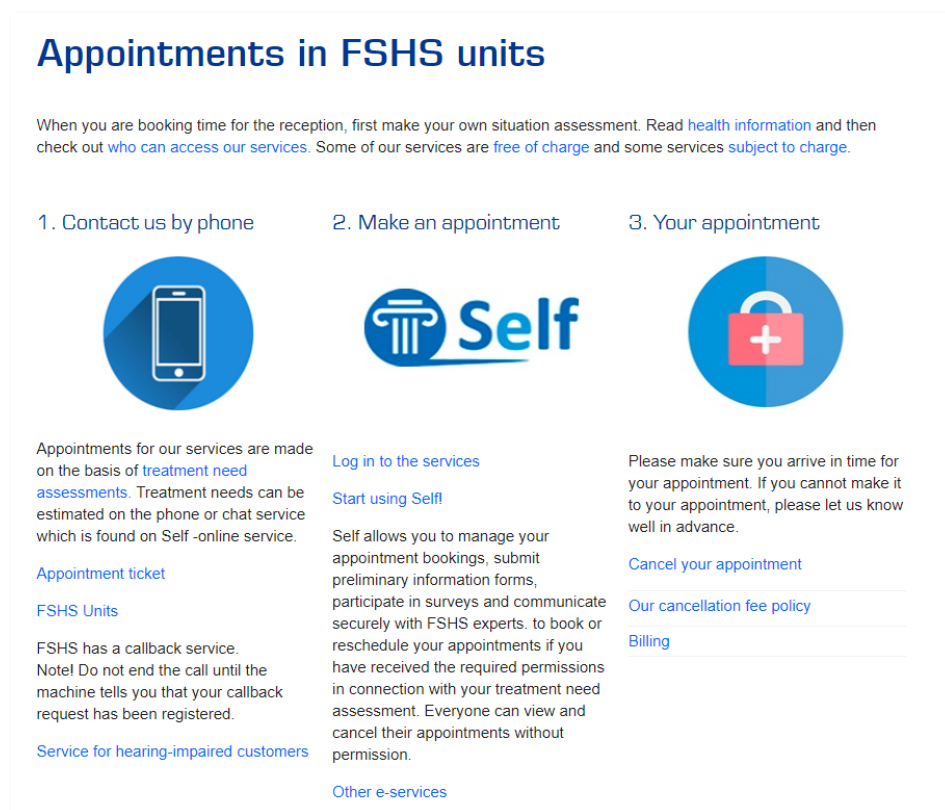 Appointments in FSHS units
When you are booking time for the reception, first make your own situation assessment. Read health information and then
check out who can access our services. Some of our services are free of charge and some services subject to charge.
1. Contact us by phone
Appointments for our services are made
on the basis of treatment need
assessments. Treatment needs can be
estimated on the phone or chat service
which is found on Self -online service.
Appointment ticket
FSHS Units
FSHS has a callback service.
Note! Do not end the call until the
machine tells you that your callback
request has been registered.
Service for hearing-impaired customers
2. Make an appointment
Self
Log in to the services
Start using Self!
Self allows you to manage your
appointment bookings, submit
preliminary information forms,
participate in surveys and communicate
securely with FSHS experts. to book or
reschedule your appointments if you
have received the required permissions
in connection with your treatment need
assessment. Everyone can view and
cancel their appointments without
permission.
Other e-services
3. Your appointment
Please make sure you arrive in time for
your appointment. If you cannot make it
to your appointment, please let us know
well in advance.
Cancel your appointment
Our cancellation fee policy
Billing